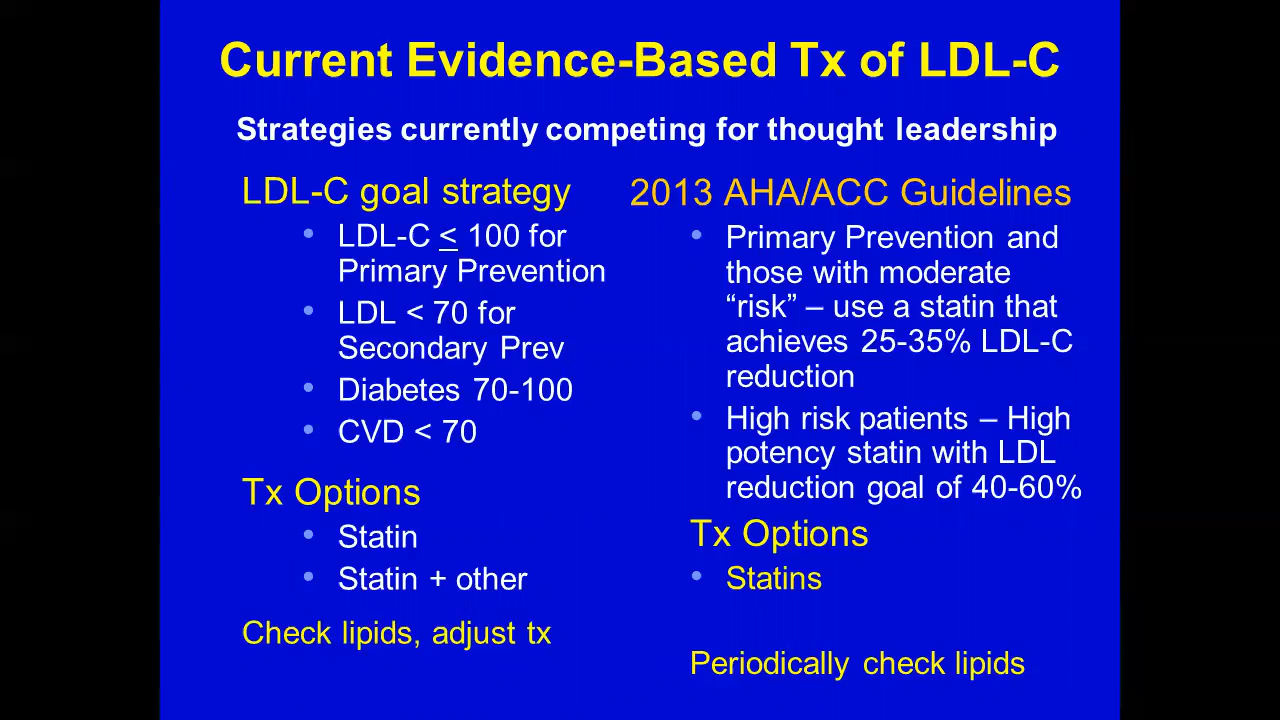 Current Evidence-Based Tx of LDL-C
Strategies currently competing for thought leadership
LDL-C goal strategy
• LDL-C < 100 for
Primary Prevention
• LDL < 70 for
Secondary Prev
• Diabetes 70-100
• CVD < 70
Tx Options
• Statin
• Statin + other
Check lipids, adjust tx
2013 AHA/ACC Guidelines
• Primary Prevention and
those with moderate
“risk” – use a statin that
achieves 25-35% LDL-C
reduction
• High risk patients – High
potency statin with LDL
reduction goal of 40-60%
Tx Options
• Statins
Periodically check lipids